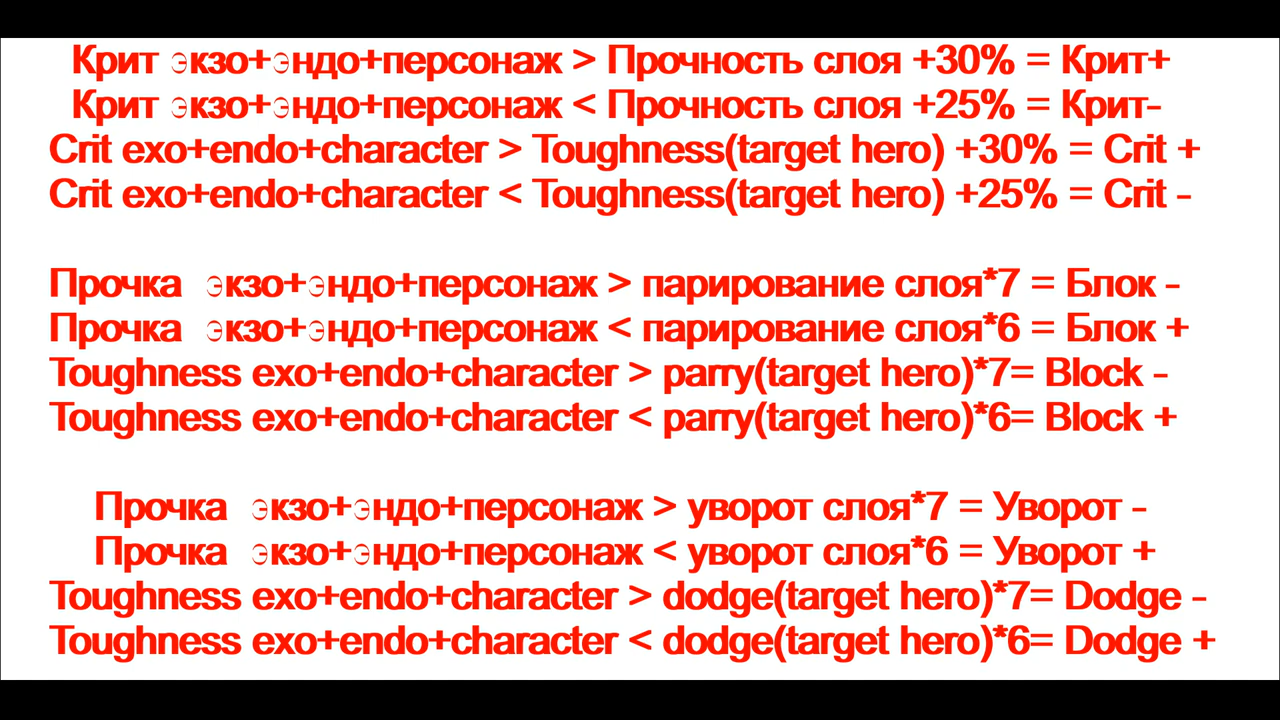 Крит экзо+эндо+персонаж > Прочность слоя +30% = Крит+
Крит экзо+эндо+персонаж < Прочность слоя +25% = Крит-
Crit exo+endo+character > Toughness(target hero) +30% = Crit +
Crit exo+endo+character < Toughness(target hero) +25% = Crit -
Прочка экзо+эндо+персонаж > парирование слоя*7 = Блок -
Прочка экзо+эндо+персонаж < парирование слоя*6 = Блок +
Toughness exo+endo+character > parry(target hero)*7= Block -
Toughness exo+endo+character < parry(target hero)*6= Block +
Прочка экзо+эндо+персонаж > уворот слоя*7 = Уворот -
Прочка экзо+эндо+персонаж < уворот слоя*6 = Уворот +
Toughness exo+endo+character > dodge(target hero)*7= Dodge -
Toughness exo+endo+character < dodge(target hero)*6= Dodge +